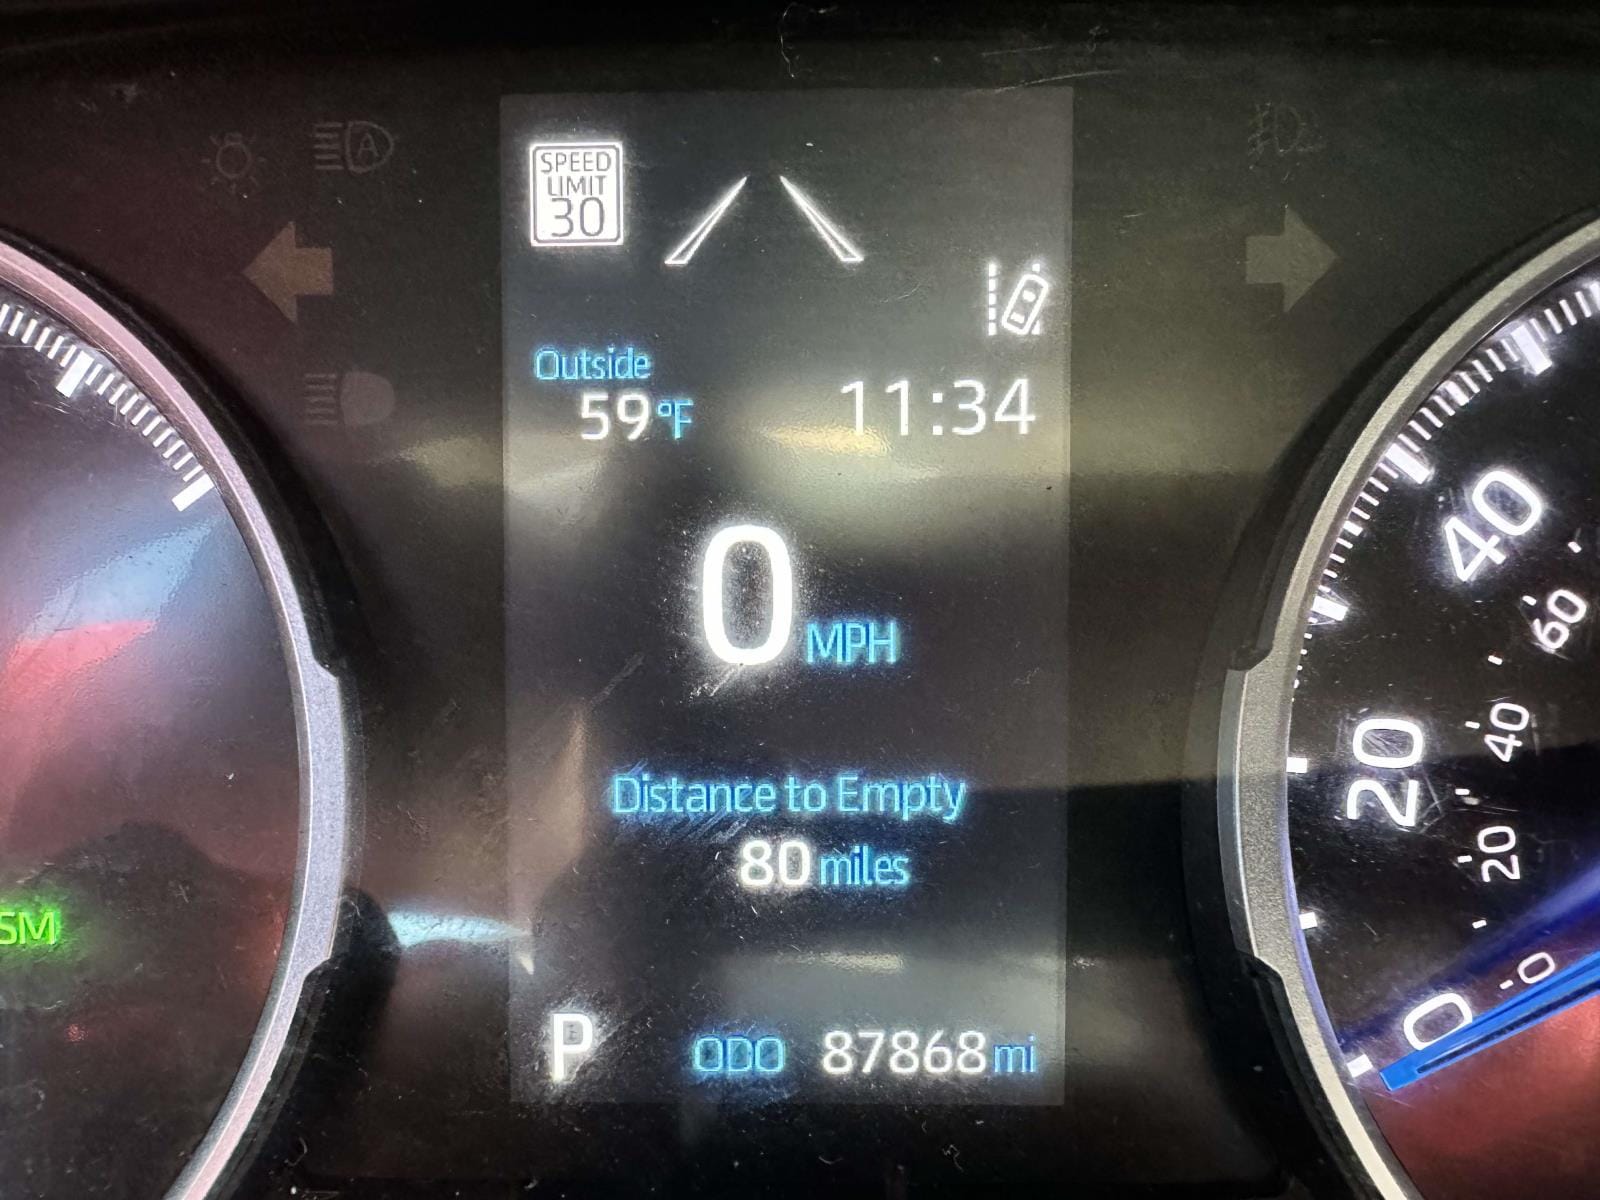 SPEED
LIMIT
30
Outside
59°F
11:34
0 MPH
Distance to Empty
80 miles
P
ODO 87868 mi
SM
40
60
20
40
20
0
0
A